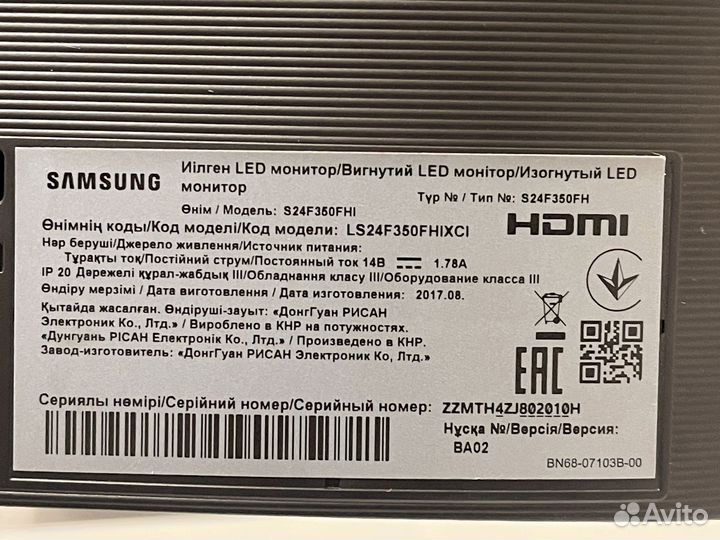 SAMSUNG
Иілген LED монитор/Вигнутий LED монітор/Изогнутый LED
монитор
Түр № / Тип №: S24F350FH
Өнім / Модель: S24F350FHI
HDMI
Өнімнің коды/Код моделі/Код модели: LS24F350FHIXCI
Нәр беруші/Джерело живлення/Источник питания:
Тұрақты тоқ/Постійний струм/Постоянный ток 14В 1.78A
IP 20 Дәрежелі құрал-жабдық III/Обладнання класу III/Оборудование класса III
Өндіру мерзімі / Дата виготовлення / Дата изготовления: 2017.08.
Қытайда жасалған. Өндіруші-зауыт: «ДонгГуан РИСАН
Электроник Ко., Лтд.» / Вироблено в КНР на потужностях.
«Дунгуань РІСАН Електронік Ко., Лтд.» / Произведено в КНР.
Завод-изготовитель: «ДонгГуан РИСАН Электроник Ко, Лтд.»
EAC
Сериялы нөмірі/Серійний номер/Серийный номер: ZZMTH4ZJ802010H
Нұсқа №/Версія/Версия:
BA02
BN68-07103B-00
Avito